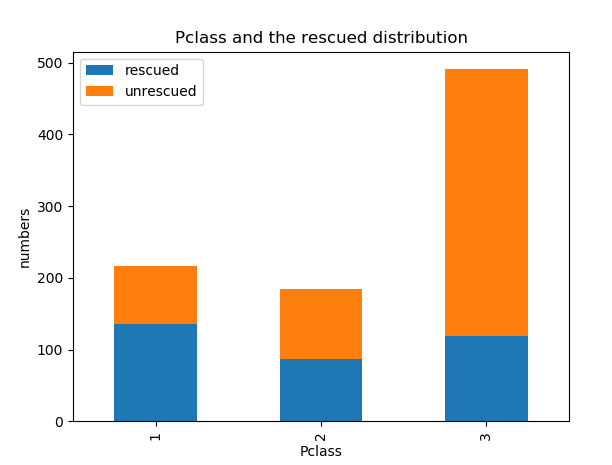 Pclass and the rescued distribution
rescued
unrescued
500
400
300
200
100
0
numbers
1
2
3
Pclass